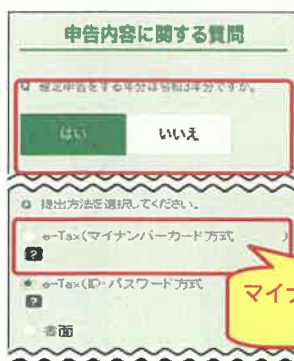 申告内容に関する質問
Q 確定申告をする年分は令和3年分ですか。
はい
いいえ
Q 提出方法を選択してください。
e-Tax(マイナンバーカード方式 )
?
e-Tax(ID・パスワード方式
?
書面
マイナ